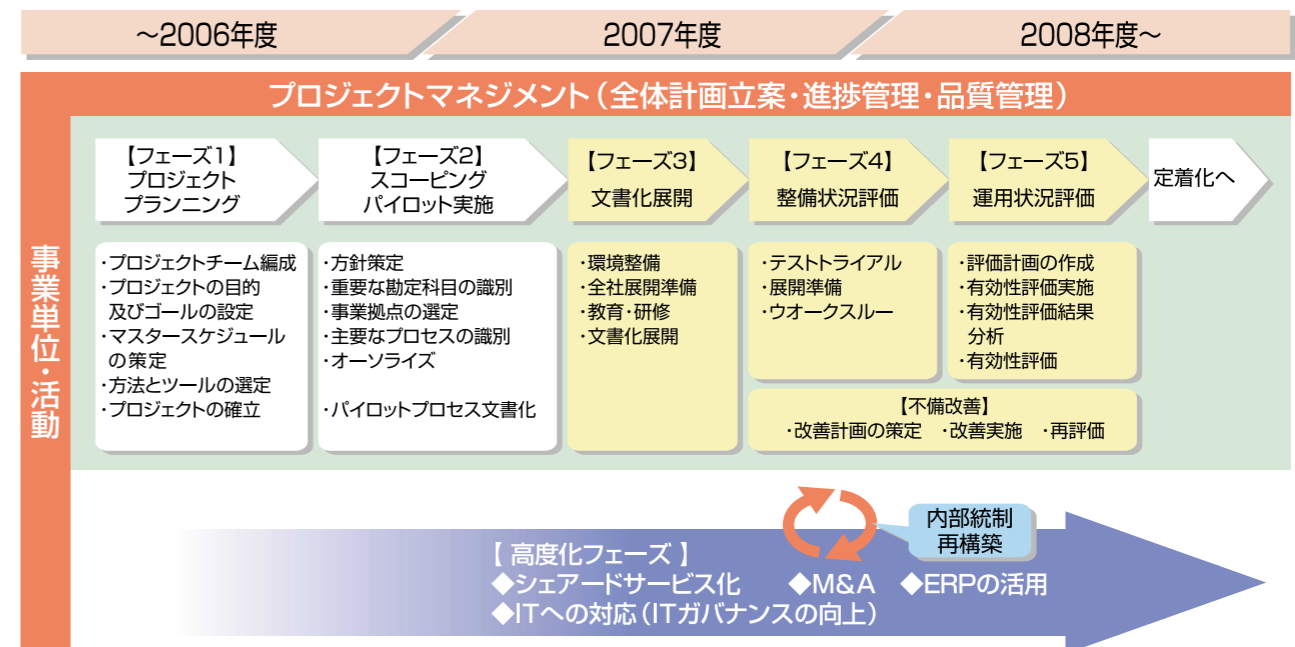 ～2006年度
2007年度
2008年度～
プロジェクトマネジメント（全体計画立案・進捗管理・品質管理）
事業単位・活動
【フェーズ1】
プロジェクト
プランニング
【フェーズ2】
スコーピング
パイロット実施
【フェーズ3】
文書化展開
【フェーズ4】
整備状況評価
【フェーズ5】
運用状況評価
定着化へ
・プロジェクトチーム編成
・プロジェクトの目的
及びゴールの設定
・マスタースケジュール
の策定
・方法とツールの選定
・プロジェクトの確立
・方針策定
・重要な勘定科目の識別
・事業拠点の選定
・主要なプロセスの識別
・オーソライズ
・パイロットプロセス文書化
・環境整備
・全社展開準備
・教育・研修
・文書化展開
・テストトライアル
・展開準備
・ウオークスルー
・評価計画の作成
・有効性評価実施
・有効性評価結果
分析
・有効性評価
【不備改善】
・改善計画の策定　・改善実施　・再評価
内部統制
再構築
【 高度化フェーズ 】
◆シェアードサービス化　◆M&A　◆ERPの活用
◆ITへの対応（ITガバナンスの向上）